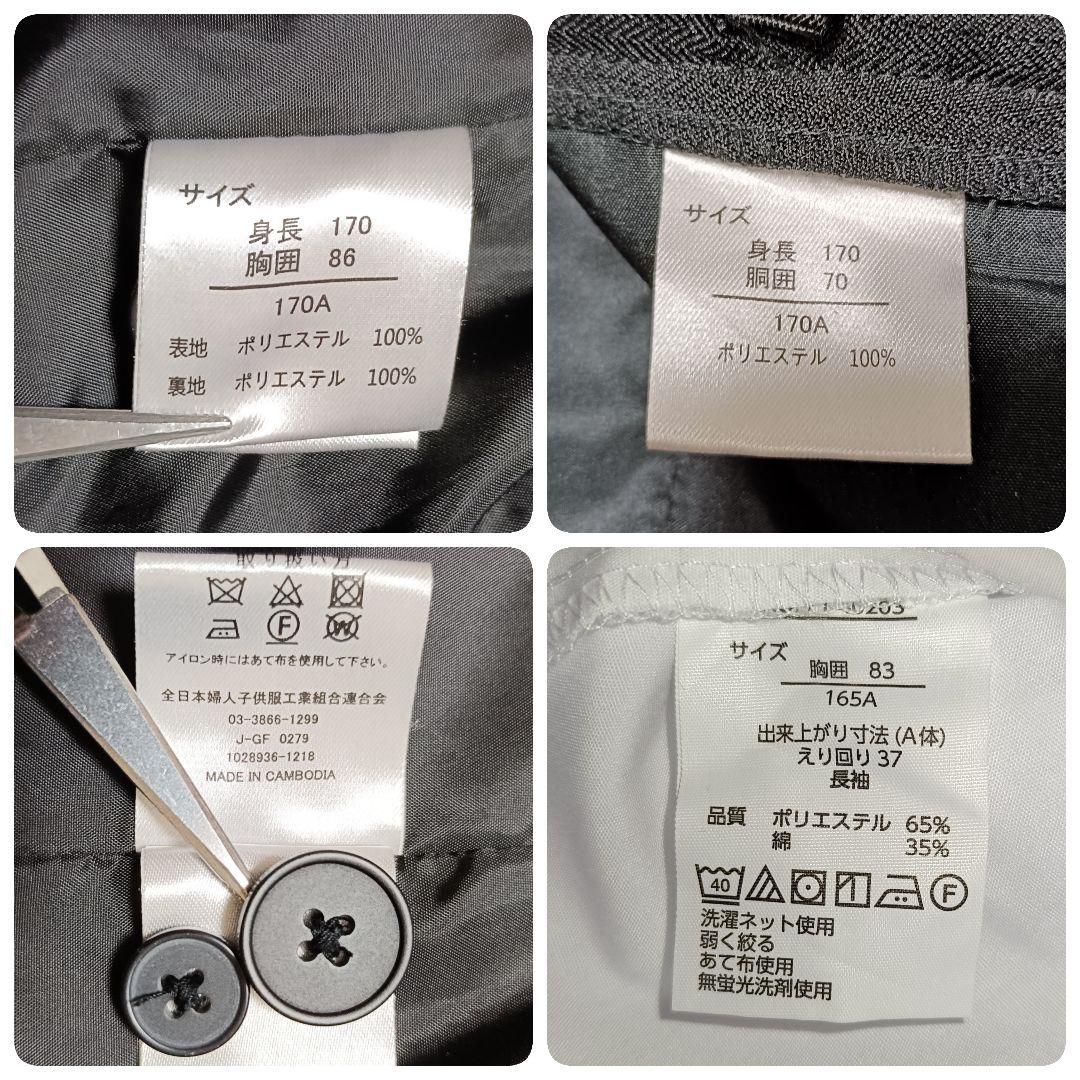 サイズ
身長 170
胸囲 86
170A
表地 ポリエステル 100%
裏地 ポリエステル 100%
サイズ
身長 170
胴囲 70
170A
ポリエステル 100%
取り扱い方
F
W
アイロン時にはあて布を使用して下さい。
全日本婦人子供服工業組合連合会
03-3866-1299
J-GF 0279
1028936-1218
MADE IN CAMBODIA
サイズ
胸囲 83
165A
出来上がり寸法(A体)
えり回り37
長袖
品質 ポリエステル 65%
綿 35%
40 F
洗濯ネット使用
弱く絞る
あて布使用
無蛍光洗剤使用